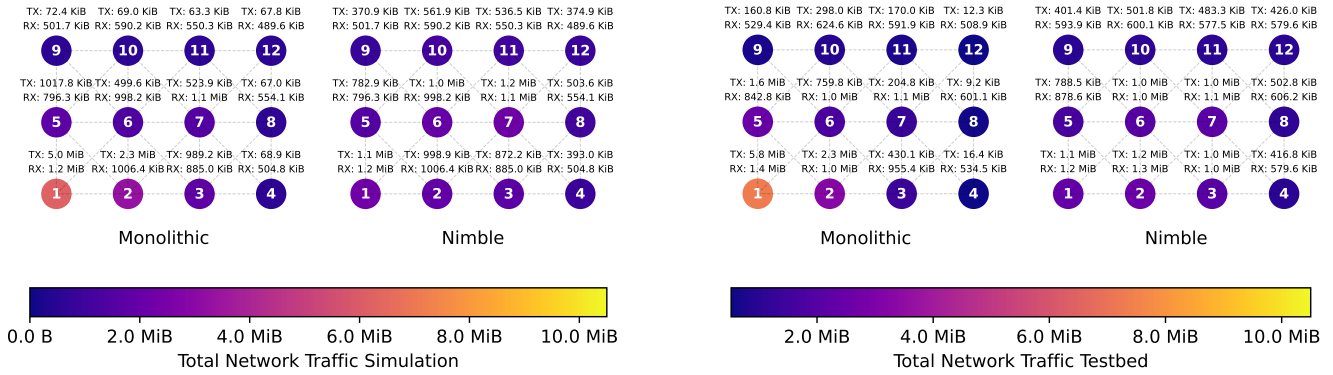 TX: 72.4 KiB TX: 69.0 KiB TX: 63.3 KiB TX: 67.8 KiB
RX: 501.7 KiB RX: 590.2 KiB RX: 550.3 KiB RX: 489.6 KiB
9 10 11 12
TX: 1017.8 KiB TX: 499.6 KiB TX: 523.9 KiB TX: 67.0 KiB
RX: 796.3 KiB RX: 998.2 KiB RX: 1.1 MiB RX: 554.1 KiB
5 6 7 8
TX: 5.0 MiB TX: 2.3 MiB TX: 989.2 KiB TX: 68.9 KiB
RX: 1.2 MiB RX: 1006.4 KiB RX: 885.0 KiB RX: 504.8 KiB
1 2 3 4
Monolithic
TX: 370.9 KiB TX: 561.9 KiB TX: 536.5 KiB TX: 374.9 KiB
RX: 501.7 KiB RX: 590.2 KiB RX: 550.3 KiB RX: 489.6 KiB
9 10 11 12
TX: 782.9 KiB TX: 1.0 MiB TX: 1.2 MiB TX: 503.6 KiB
RX: 796.3 KiB RX: 998.2 KiB RX: 1.1 MiB RX: 554.1 KiB
5 6 7 8
TX: 1.1 MiB TX: 998.9 KiB TX: 872.2 KiB TX: 393.0 KiB
RX: 1.2 MiB RX: 1006.4 KiB RX: 885.0 KiB RX: 504.8 KiB
1 2 3 4
Nimble
0.0 B 2.0 MiB 4.0 MiB 6.0 MiB 8.0 MiB 10.0 MiB
Total Network Traffic Simulation
TX: 160.8 KiB TX: 298.0 KiB TX: 170.0 KiB TX: 12.3 KiB
RX: 529.4 KiB RX: 624.6 KiB RX: 591.9 KiB RX: 508.9 KiB
9 10 11 12
TX: 1.6 MiB TX: 759.8 KiB TX: 204.8 KiB TX: 9.2 KiB
RX: 842.8 KiB RX: 1.0 MiB RX: 1.1 MiB RX: 601.1 KiB
5 6 7 8
TX: 5.8 MiB TX: 2.3 MiB TX: 430.1 KiB TX: 16.4 KiB
RX: 1.4 MiB RX: 1.0 MiB RX: 955.4 KiB RX: 534.5 KiB
1 2 3 4
Monolithic
TX: 401.4 KiB TX: 501.8 KiB TX: 483.3 KiB TX: 426.0 KiB
RX: 593.9 KiB RX: 600.1 KiB RX: 577.5 KiB RX: 579.6 KiB
9 10 11 12
TX: 788.5 KiB TX: 1.0 MiB TX: 1.0 MiB TX: 502.8 KiB
RX: 878.6 KiB RX: 1.0 MiB RX: 1.0 MiB RX: 606.2 KiB
5 6 7 8
TX: 1.1 MiB TX: 1.2 MiB TX: 1.0 MiB TX: 416.8 KiB
RX: 1.2 MiB RX: 1.3 MiB RX: 1.0 MiB RX: 579.6 KiB
1 2 3 4
Nimble
2.0 MiB 4.0 MiB 6.0 MiB 8.0 MiB 10.0 MiB
Total Network Traffic Testbed